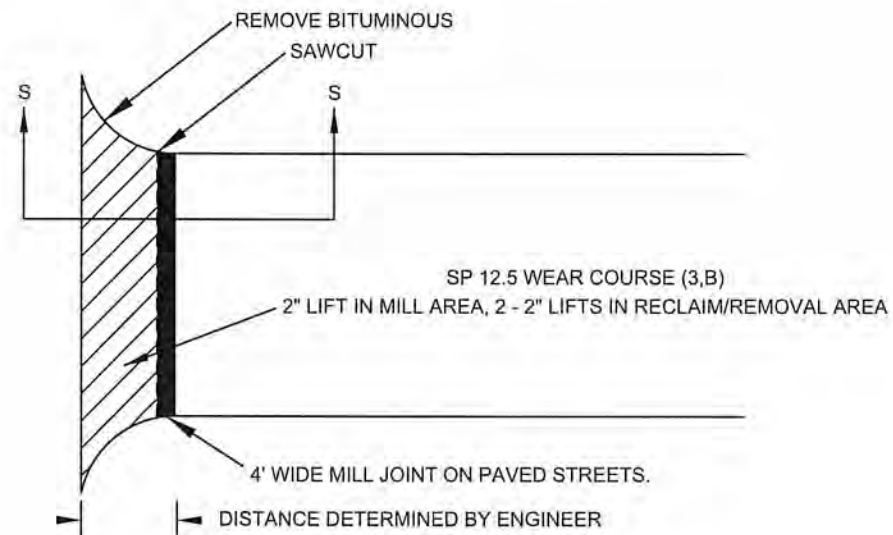 REMOVE BITUMINOUS
SAWCUT
S
S
SP 12.5 WEAR COURSE (3,B)
2" LIFT IN MILL AREA, 2 - 2" LIFTS IN RECLAIM/REMOVAL AREA
4' WIDE MILL JOINT ON PAVED STREETS.
DISTANCE DETERMINED BY ENGINEER